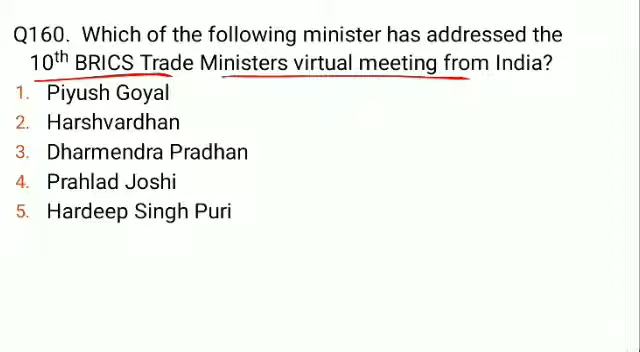 Q160. Which of the following minister has addressed the
10th BRICS Trade Ministers virtual meeting from India?
1. Piyush Goyal
2. Harshvardhan
3. Dharmendra Pradhan
4. Prahlad Joshi
5. Hardeep Singh Puri